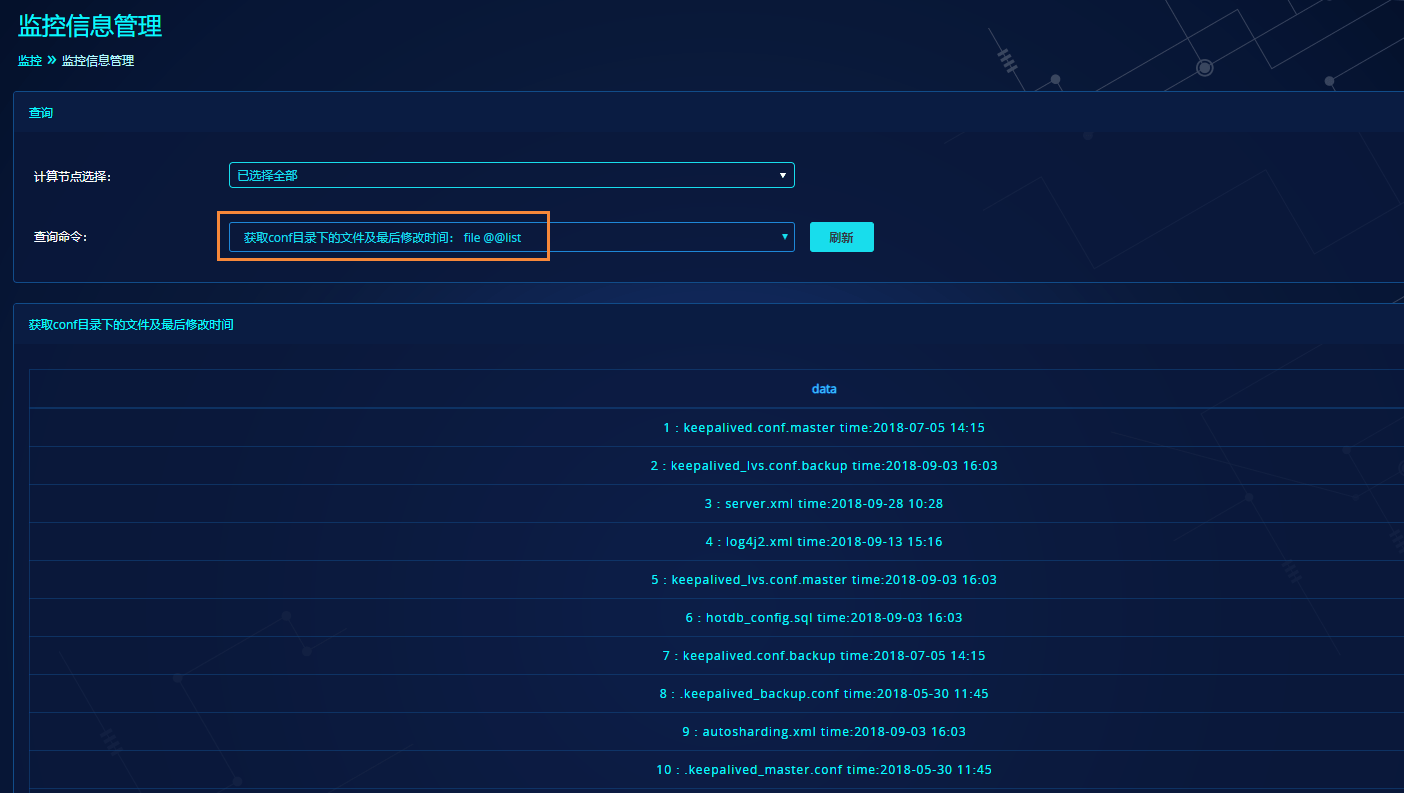 监控信息管理
监控 » 监控信息管理
查询
计算节点选择: 已选择全部
查询命令: 获取conf目录下的文件及最后修改时间: file @@list 刷新
获取conf目录下的文件及最后修改时间
data
1 : keepalived.conf.master time:2018-07-05 14:15
2 : keepalived_lvs.conf.backup time:2018-09-03 16:03
3 : server.xml time:2018-09-28 10:28
4 : log4j2.xml time:2018-09-13 15:16
5 : keepalived_lvs.conf.master time:2018-09-03 16:03
6 : hotdb_config.sql time:2018-09-03 16:03
7 : keepalived.conf.backup time:2018-07-05 14:15
8 : .keepalived_backup.conf time:2018-05-30 11:45
9 : autosharding.xml time:2018-09-03 16:03
10 : .keepalived_master.conf time:2018-05-30 11:45